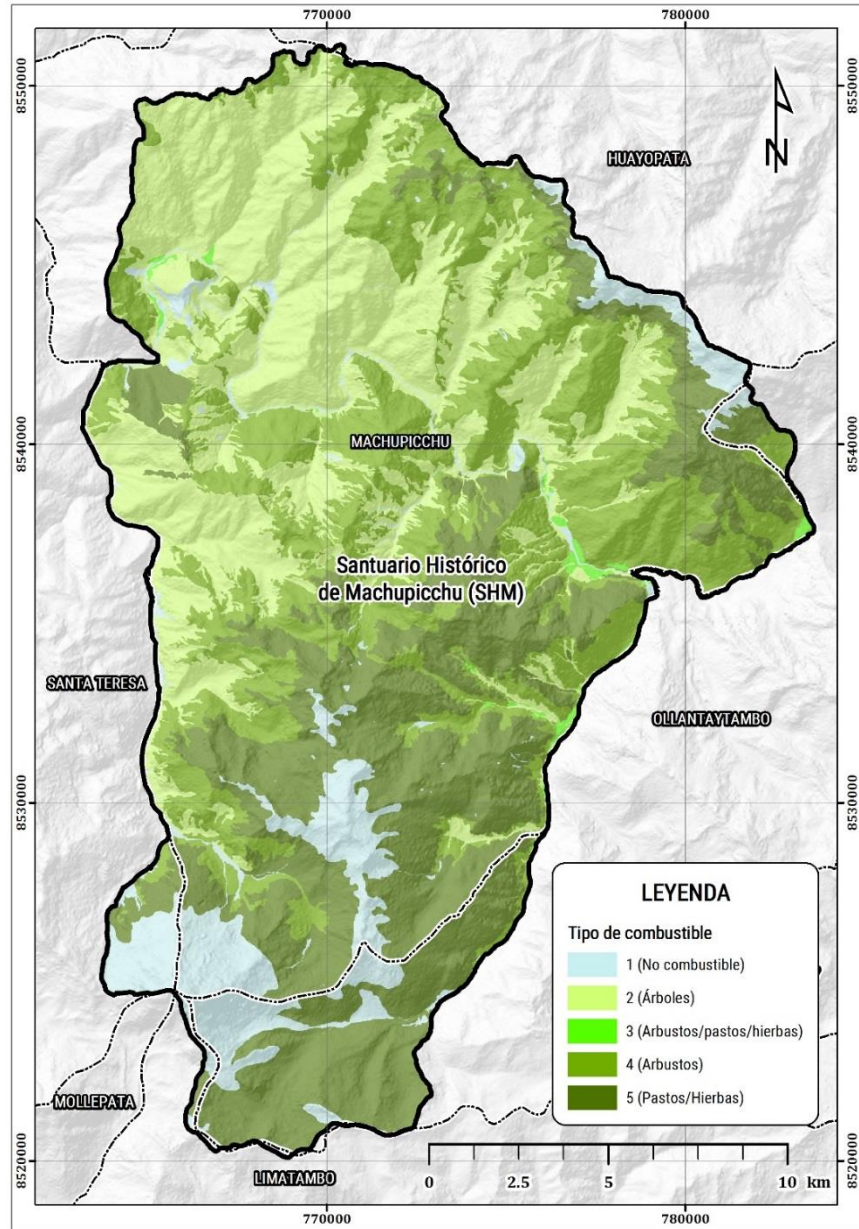 770000
780000
8550000
8550000
HUAYOPATA
N
8540000
8540000
MACHUPICCHU
Santuario Histórico
de Machupicchu (SHM)
SANTA TERESA
OLLANTAYTAMBO
8530000
8530000
LEYENDA
Tipo de combustible
1 (No combustible)
2 (Árboles)
3 (Arbustos/pastos/hierbas)
4 (Arbustos)
5 (Pastos/Hierbas)
MOLLEPATA
LIMATAMBO
8520000
8520000
0
2.5
5
10 km
770000
780000